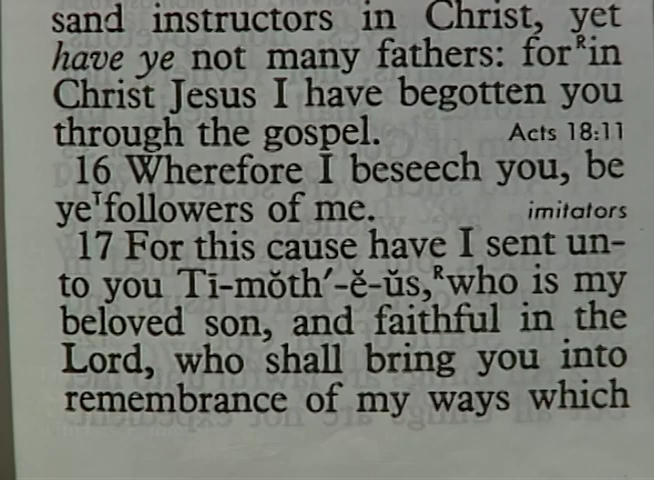 sand instructors in Christ, yet
have ye not many fathers: forᴿin
Christ Jesus I have begotten you
through the gospel. Acts 18:11
16 Wherefore I beseech you, be
yeᵀfollowers of me. imitators
17 For this cause have I sent un-
to you Tī-mŏth′-ĕ-ŭs,ᴿwho is my
beloved son, and faithful in the
Lord, who shall bring you into
remembrance of my ways which